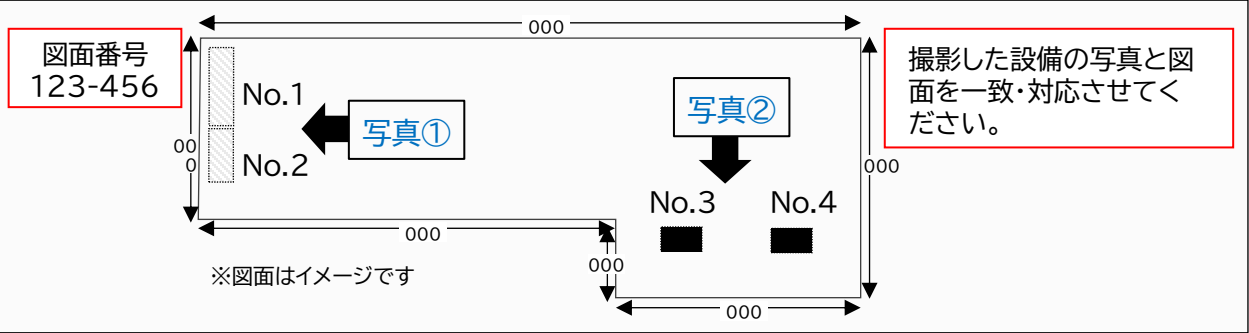 000
図面番号
123-456
撮影した設備の写真と図
面を一致・対応させてく
ださい。
No.1
写真①
写真②
00
0
No.2
000
No.3
No.4
000
000
※図面はイメージです
000